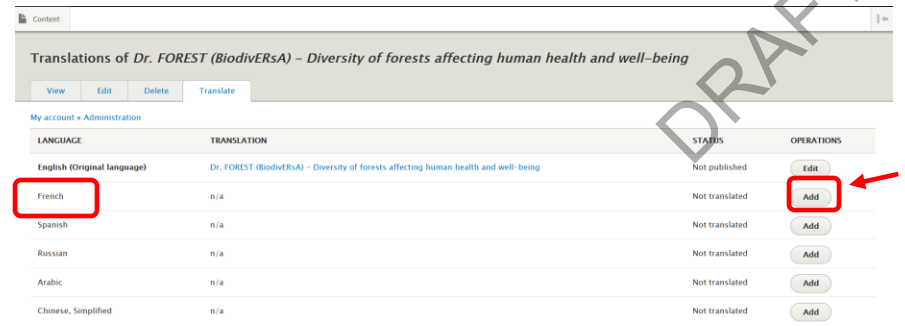 Content
DRAF
Translations of Dr. FOREST (BiodivERsA) – Diversity of forests affecting human health and well-being
View Edit Delete Translate
My account » Administration
LANGUAGE TRANSLATION STATUS OPERATIONS
English (Original language) Dr. FOREST (BiodivERsA) – Diversity of forests affecting human health and well-being Not published Edit
French n/a Not translated Add
Spanish n/a Not translated Add
Russian n/a Not translated Add
Arabic n/a Not translated Add
Chinese, Simplified n/a Not translated Add